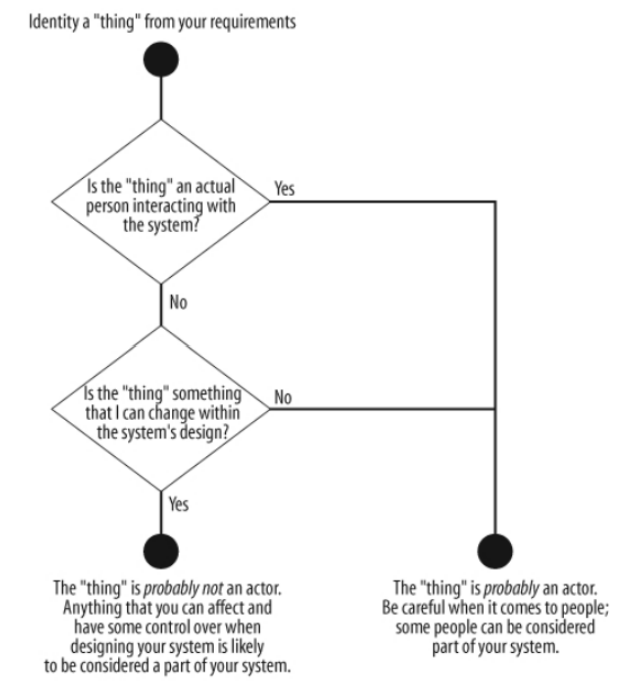 Identity a "thing" from your requirements
Is the "thing" an actual
person interacting with
the system?
Yes
No
Is the "thing" something
that I can change within
the system's design?
No
Yes
The "thing" is probably not an actor.
Anything that you can affect and
have some control over when
designing your system is likely
to be considered a part of your system.
The "thing" is probably an actor.
Be careful when it comes to people;
some people can be considered
part of your system.